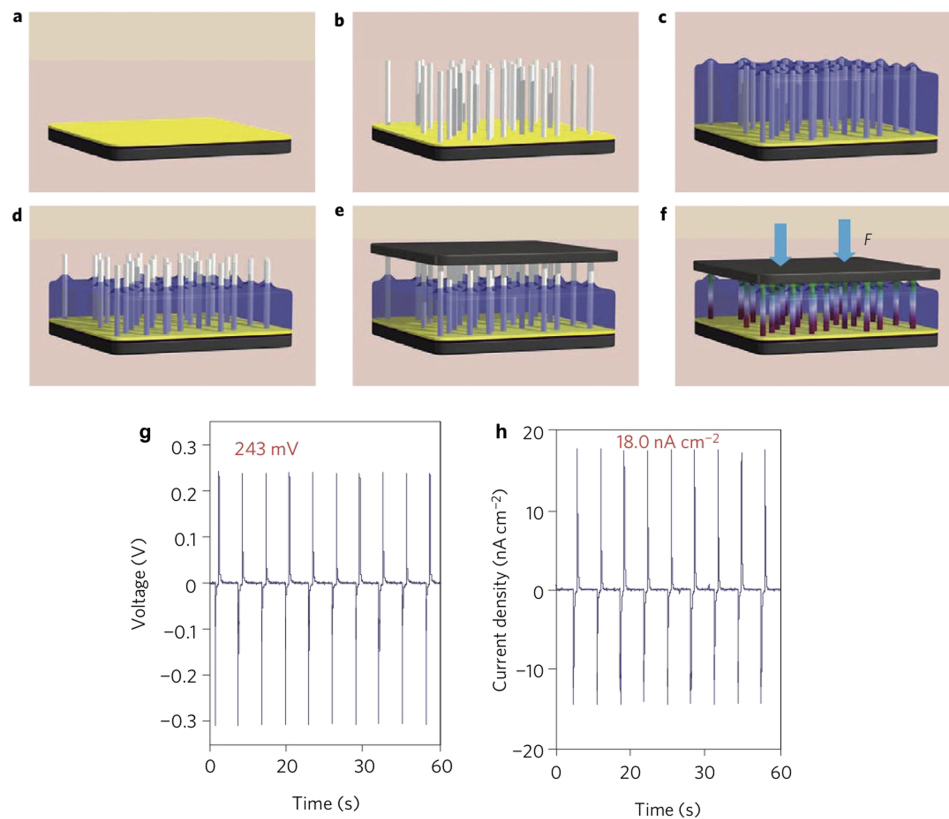 a
b
c
d
e
f
F
g
243 mV
0.3
0.2
0.1
0
−0.1
−0.2
−0.3
Voltage (V)
0
20
40
60
Time (s)
h
18.0 nA cm⁻²
20
10
0
−10
−20
Current density (nA cm⁻²)
0
20
40
60
Time (s)